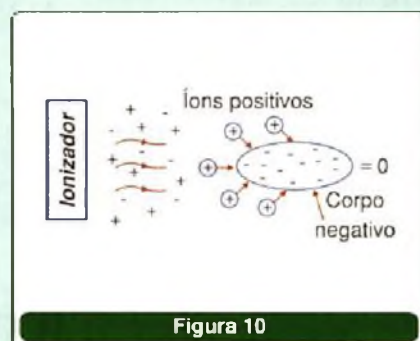 Ionizador
Íons positivos
= 0
Corpo
negativo
Figura 10